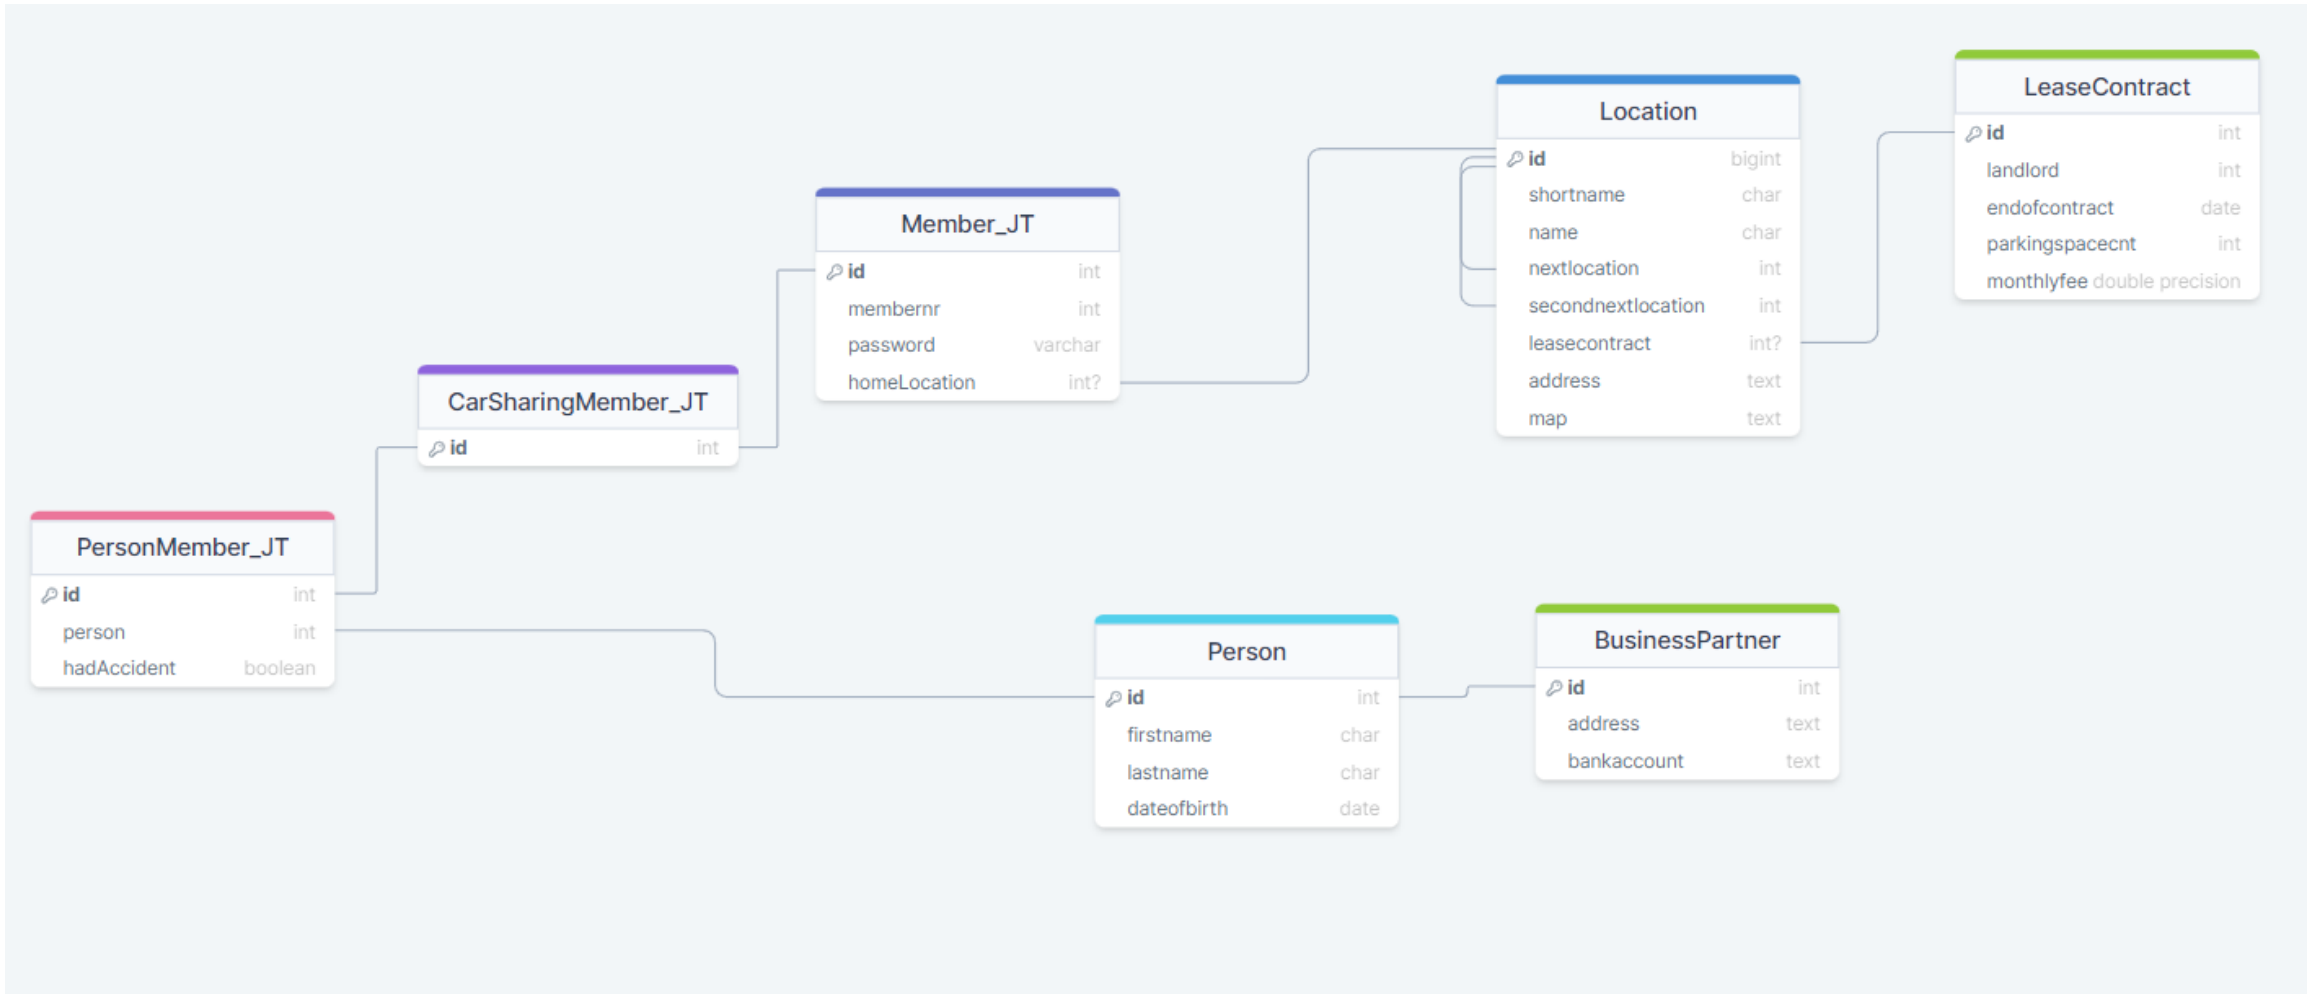 LeaseContract
id int
landlord int
endofcontract date
parkingspacecnt int
monthlyfee double precision
Location
id bigint
shortname char
name char
nextlocation int
secondnextlocation int
leasecontract int?
address text
map text
Member_JT
id int
membernr int
password varchar
homeLocation int?
CarSharingMember_JT
id int
PersonMember_JT
id int
person int
hadAccident boolean
Person
id int
firstname char
lastname char
dateofbirth date
BusinessPartner
id int
address text
bankaccount text